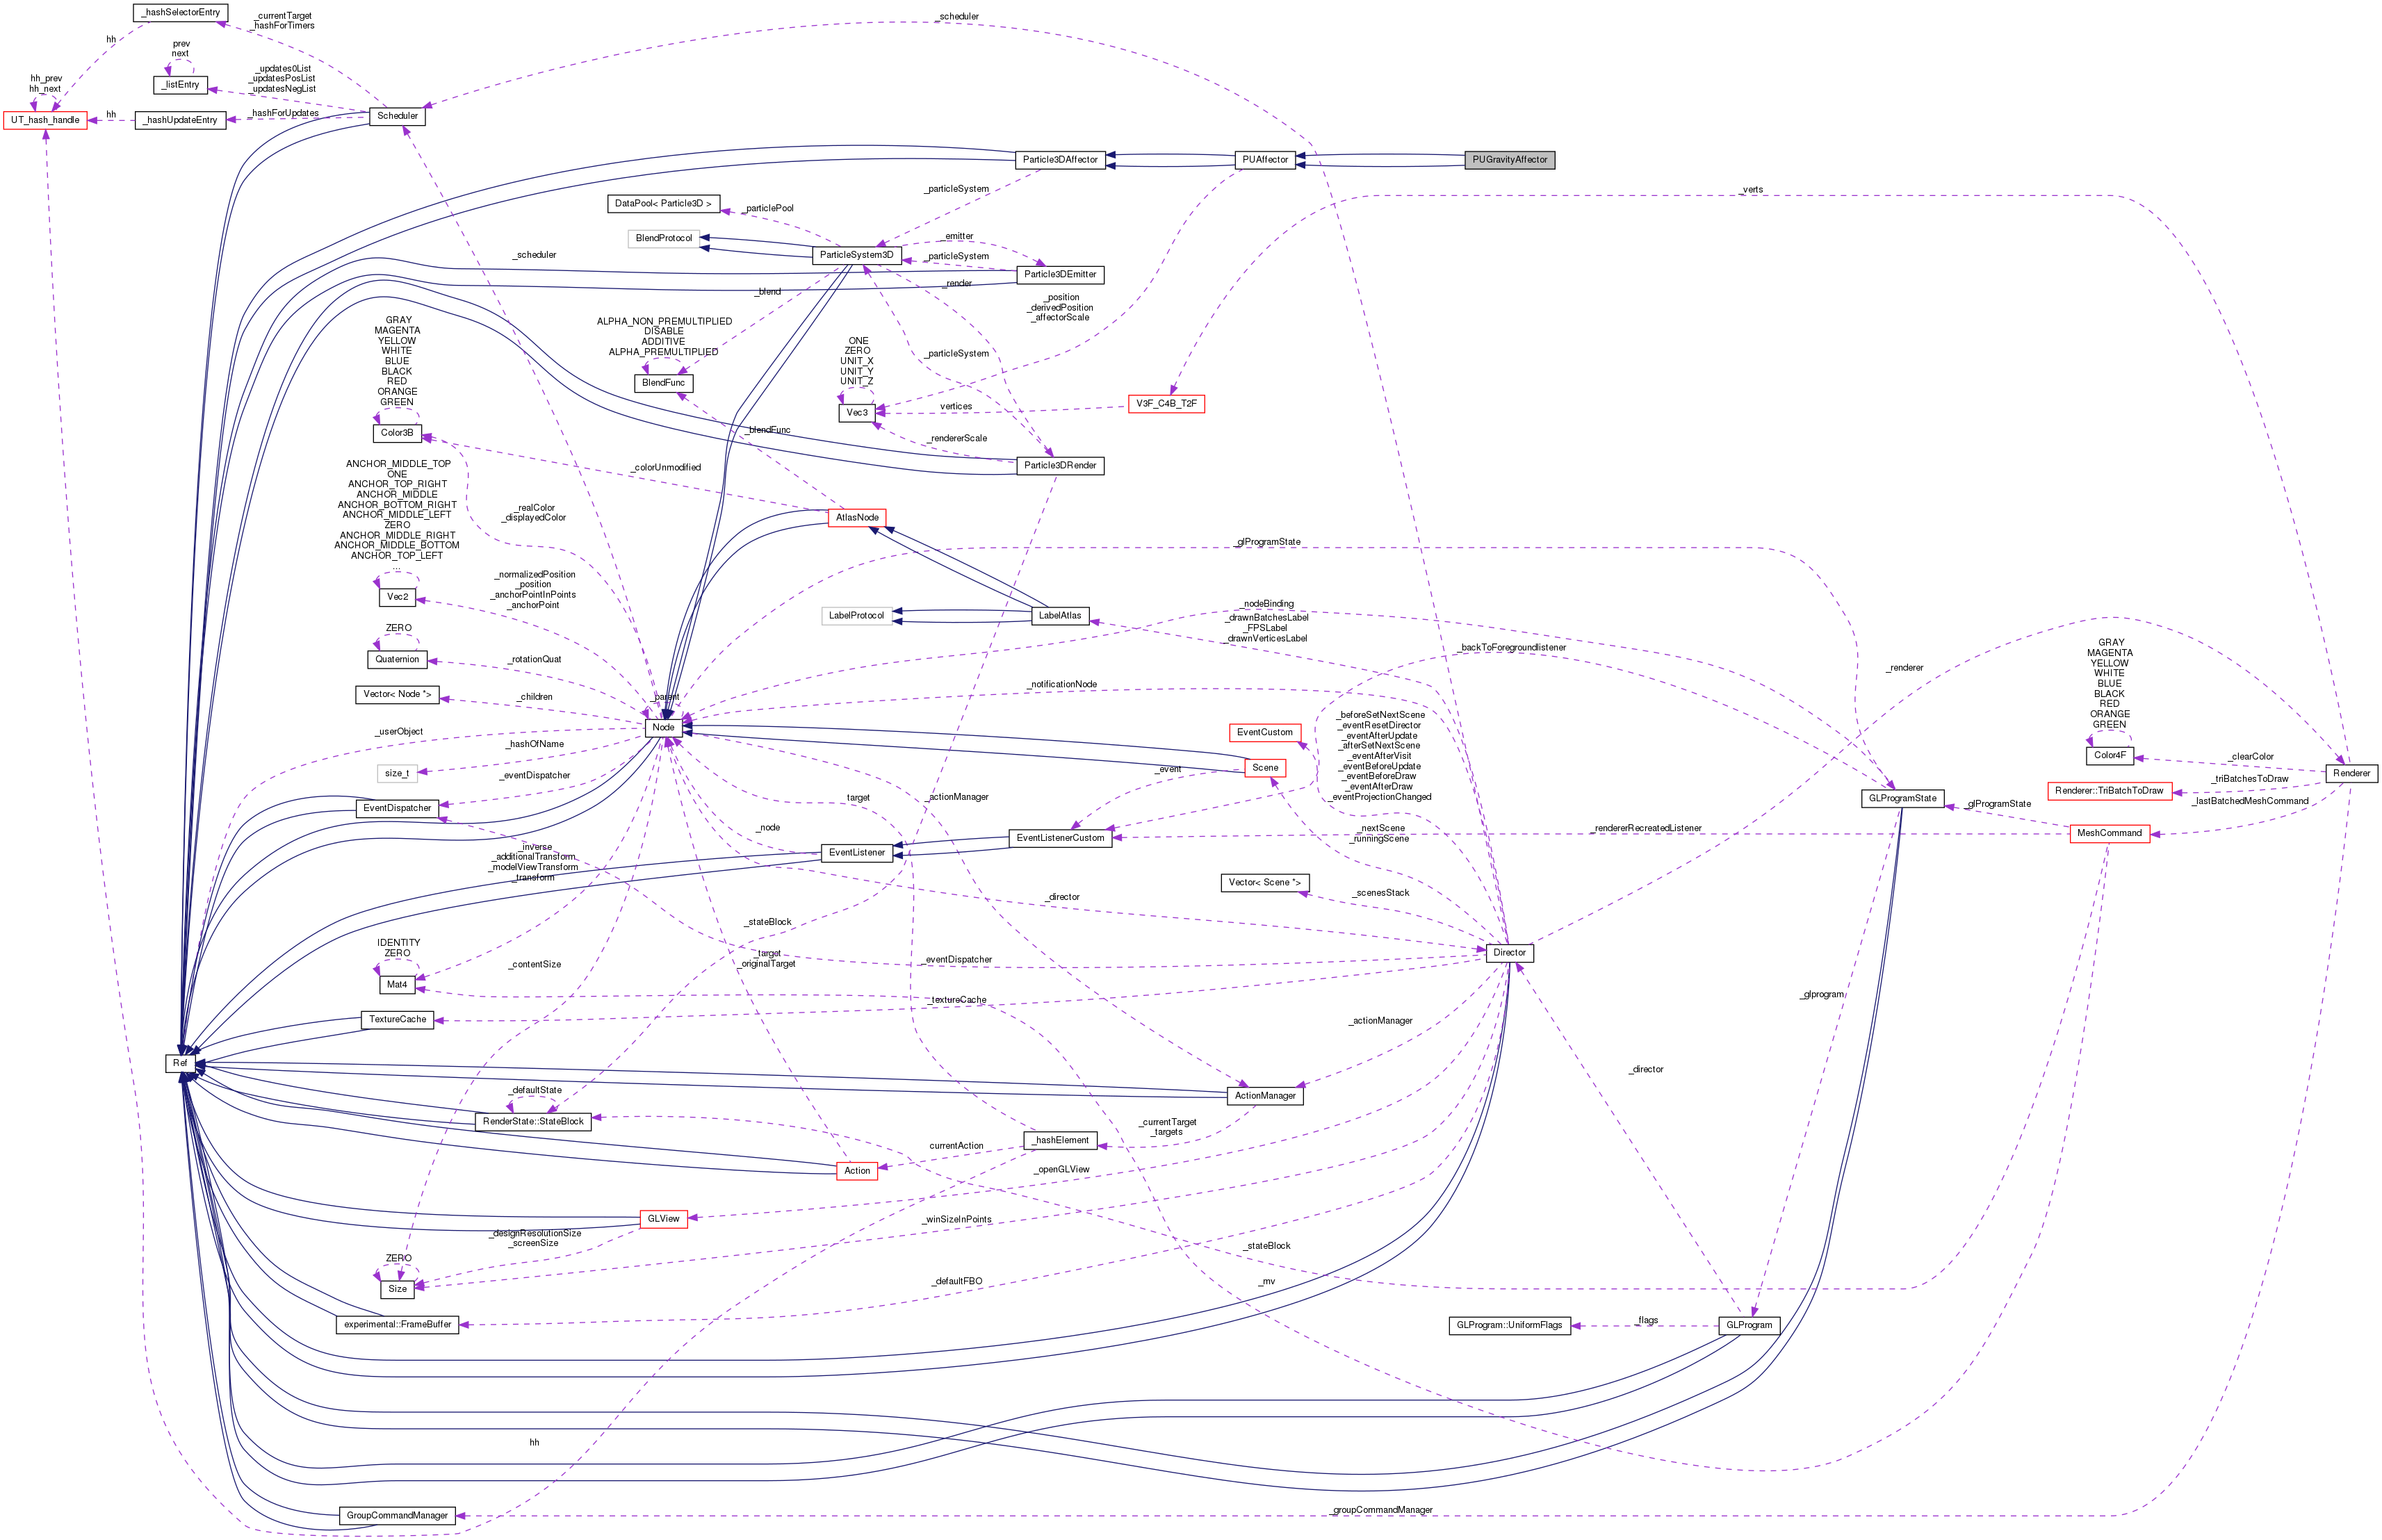 _hashSelectorEntry
_currentTarget
_hashForTimers
_scheduler
hh
prev
next
_listEntry
_updates0List
_updatesPosList
_updatesNegList
hh_prev
hh_next
UT_hash_handle
hh
_hashUpdateEntry
_hashForUpdates
Scheduler
Particle3DAffector
PUAffector
PUGravityAffector
_particleSystem
_verts
DataPool< Particle3D >
_particlePool
BlendProtocol
_emitter
ParticleSystem3D
_scheduler
_particleSystem
Particle3DEmitter
_blend
_render
_position
_derivedPosition
_affectorScale
GRAY
MAGENTA
YELLOW
WHITE
BLUE
BLACK
RED
ORANGE
GREEN
Color3B
ALPHA_NON_PREMULTIPLIED
DISABLE
ADDITIVE
ALPHA_PREMULTIPLIED
BlendFunc
ONE
ZERO
UNIT_X
UNIT_Y
UNIT_Z
Vec3
_particleSystem
vertices
V3F_C4B_T2F
_blendFunc
_rendererScale
_colorUnmodified
Particle3DRender
ANCHOR_MIDDLE_TOP
ONE
ANCHOR_TOP_RIGHT
ANCHOR_MIDDLE
ANCHOR_BOTTOM_RIGHT
ANCHOR_MIDDLE_LEFT
ZERO
ANCHOR_MIDDLE_RIGHT
ANCHOR_MIDDLE_BOTTOM
ANCHOR_TOP_LEFT
...
Vec2
_realColor
_displayedColor
AtlasNode
_glProgramState
_normalizedPosition
_position
_anchorPointInPoints
_anchorPoint
LabelProtocol
LabelAtlas
_nodeBinding
_drawnBatchesLabel
_FPSLabel
_drawnVerticesLabel
ZERO
Quaternion
_rotationQuat
_backToForegroundlistener
_renderer
Vector< Node *>
_children
_parent
_notificationNode
GRAY
MAGENTA
YELLOW
WHITE
BLUE
BLACK
RED
ORANGE
GREEN
Color4F
Node
_userObject
_hashOfName
size_t
_eventDispatcher
EventDispatcher
EventCustom
_beforeSetNextScene
_eventResetDirector
_eventAfterUpdate
_afterSetNextScene
_eventAfterVisit
_eventBeforeUpdate
_eventBeforeDraw
_eventAfterDraw
_eventProjectionChanged
_clearColor
Renderer
_triBatchesToDraw
Renderer::TriBatchToDraw
_lastBatchedMeshCommand
Scene
_event
target
_actionManager
GLProgramState
_glProgramState
MeshCommand
_node
EventListenerCustom
_nextScene
_runningScene
_rendererRecreatedListener
EventListener
_inverse
_additionalTransform
_modelViewTransform
_transform
Vector< Scene *>
_scenesStack
_director
_stateBlock
IDENTITY
ZERO
Mat4
_contentSize
_target
_originalTarget
_eventDispatcher
Director
_glprogram
_textureCache
TextureCache
_actionManager
Ref
_director
_defaultState
RenderState::StateBlock
ActionManager
_currentTarget
_targets
_hashElement
currentAction
Action
_openGLView
GLView
_designResolutionSize
_screenSize
_winSizeInPoints
ZERO
Size
_stateBlock
_defaultFBO
_mv
experimental::FrameBuffer
GLProgram::UniformFlags
_flags
GLProgram
hh
GroupCommandManager
_groupCommandManager